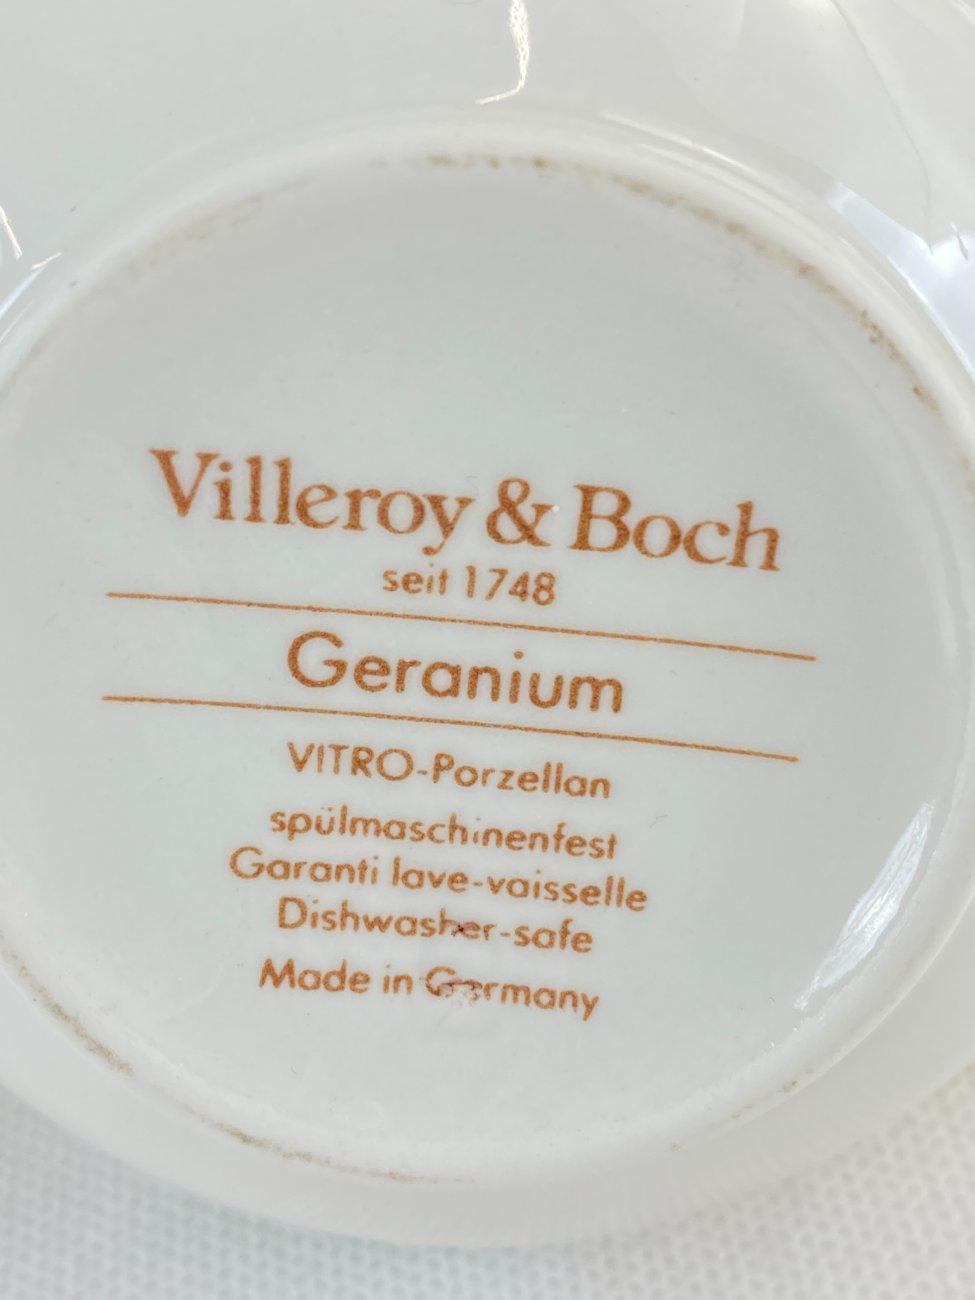 Villeroy & Boch
seit 1748
Geranium
VITRO-Porzellan
spülmaschinenfest
Garanti lave-vaisselle
Dishwasher-safe
Made in Germany